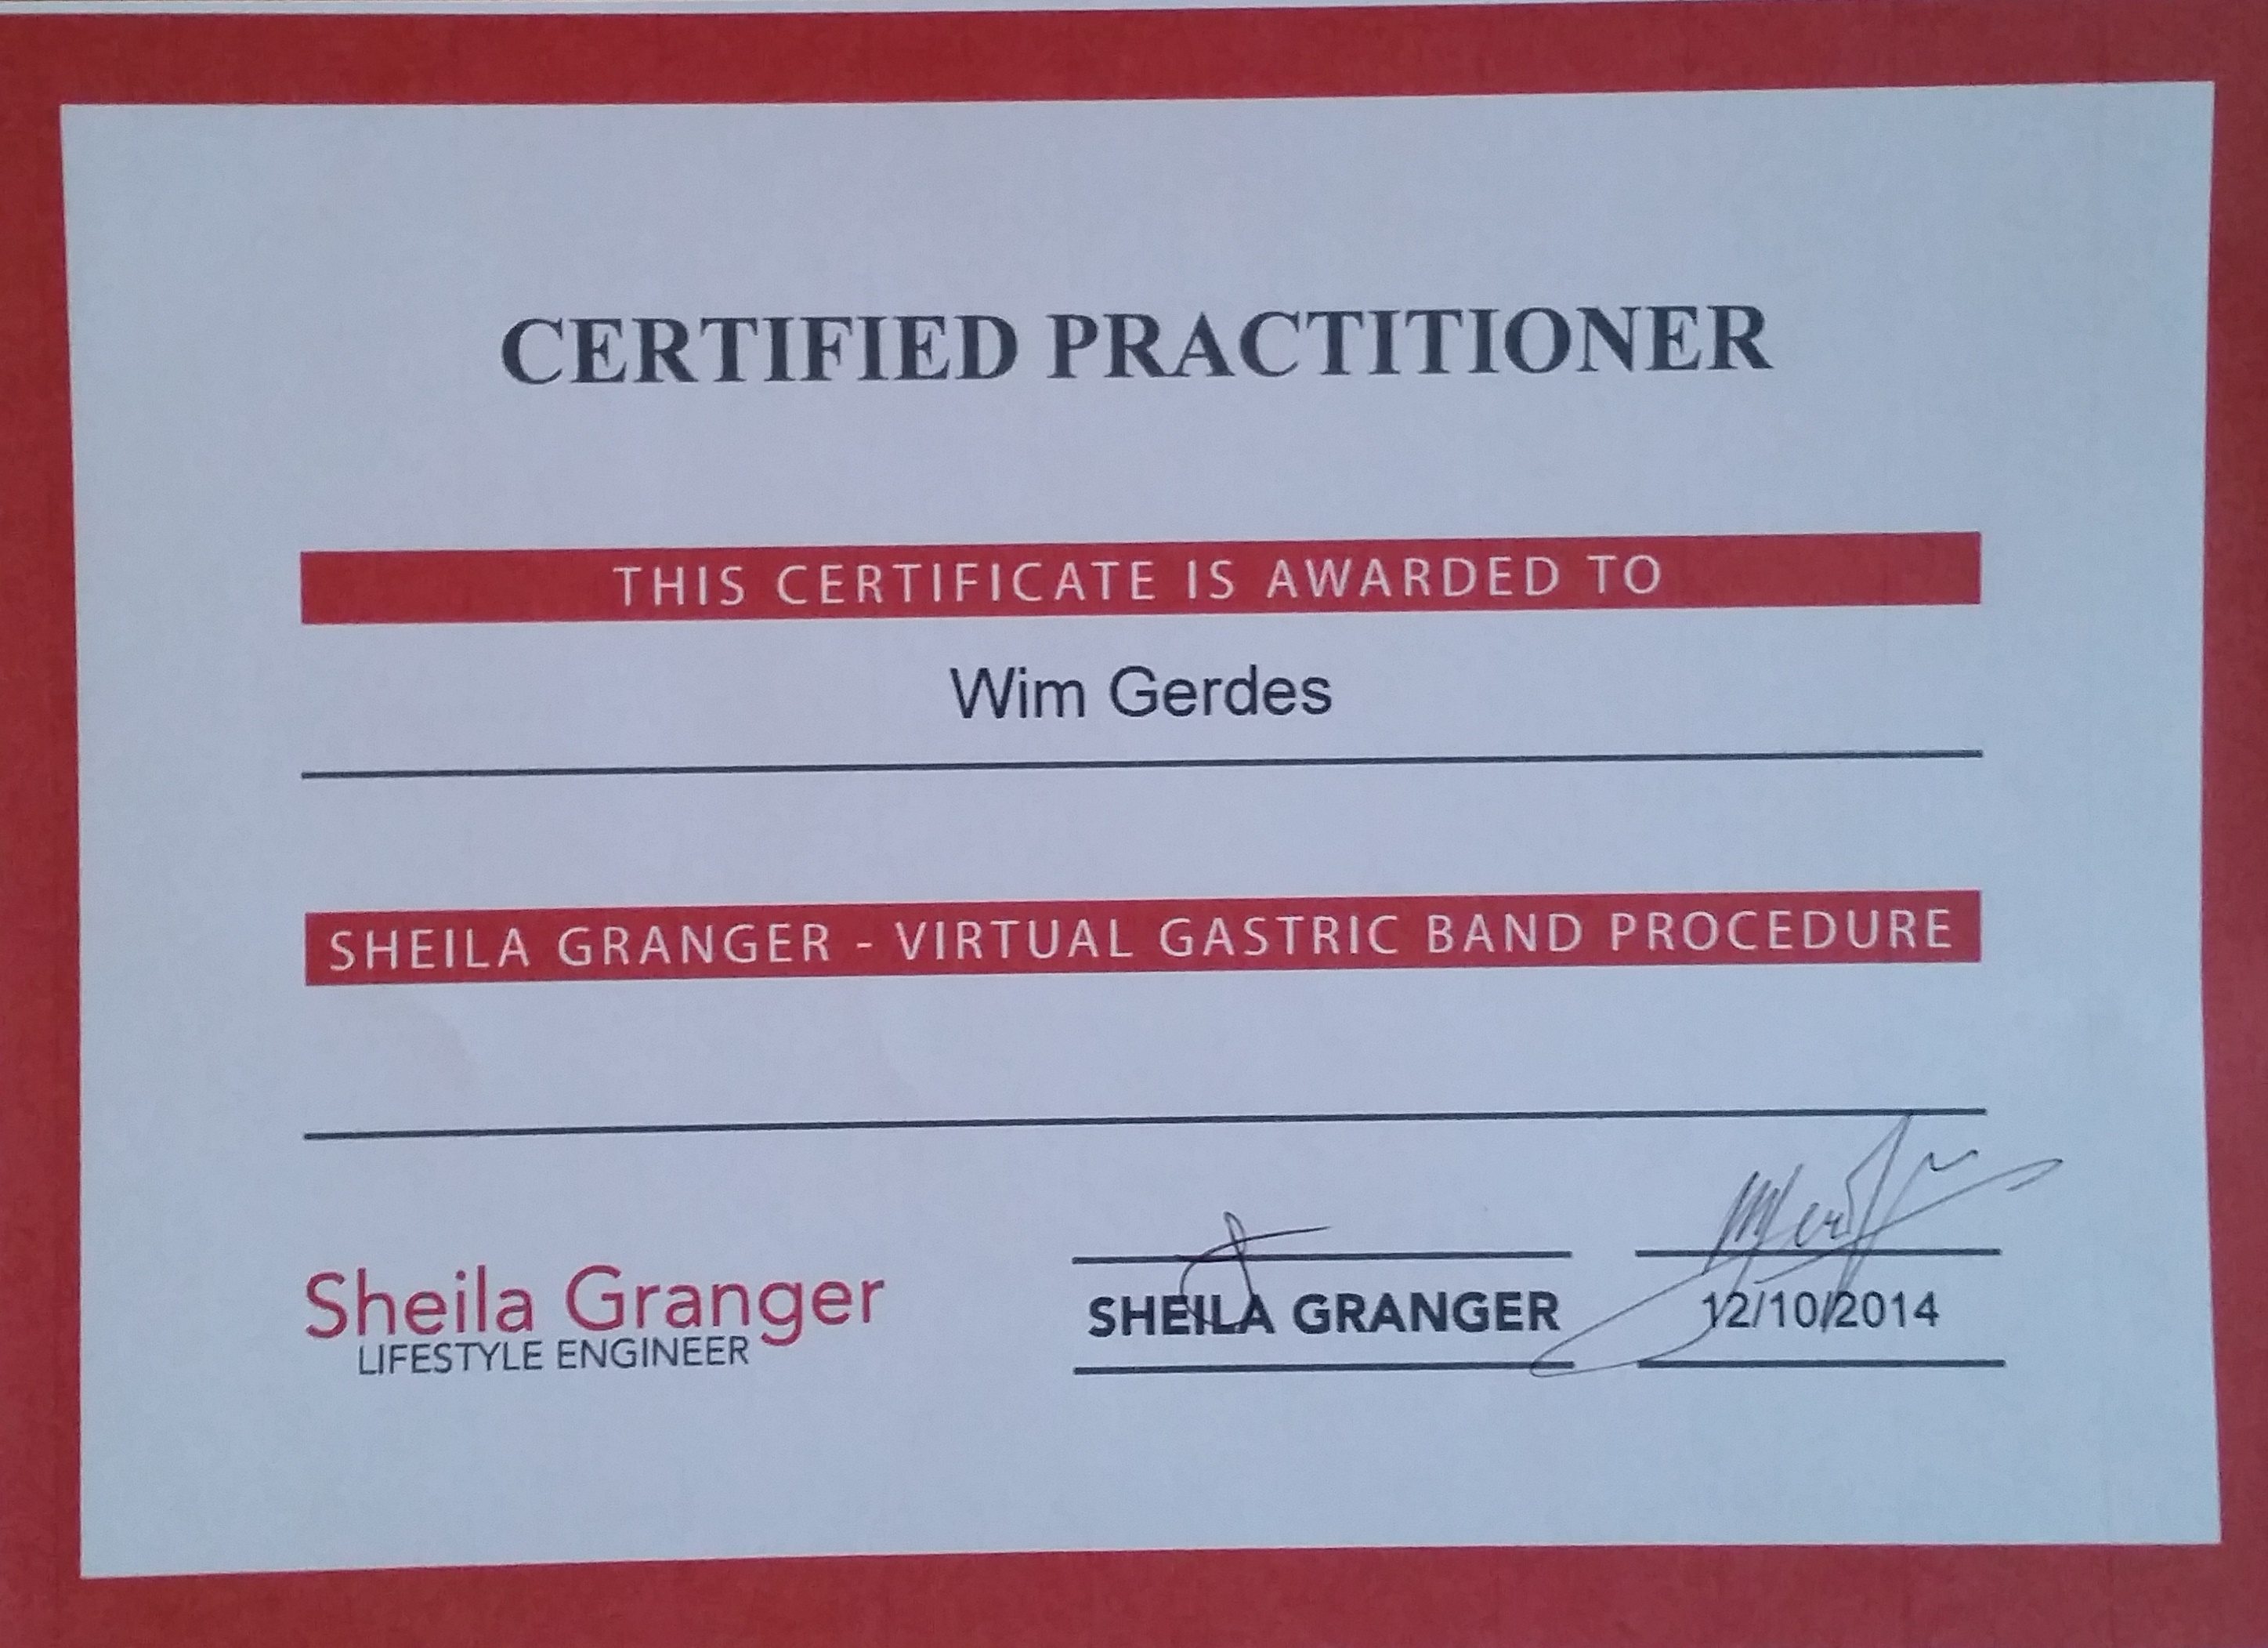 CERTIFIED PRACTITIONER
THIS CERTIFICATE IS AWARDED TO
Wim Gerdes
SHEILA GRANGER - VIRTUAL GASTRIC BAND PROCEDURE
Sheila Granger
LIFESTYLE ENGINEER
SHEILA GRANGER
12/10/2014